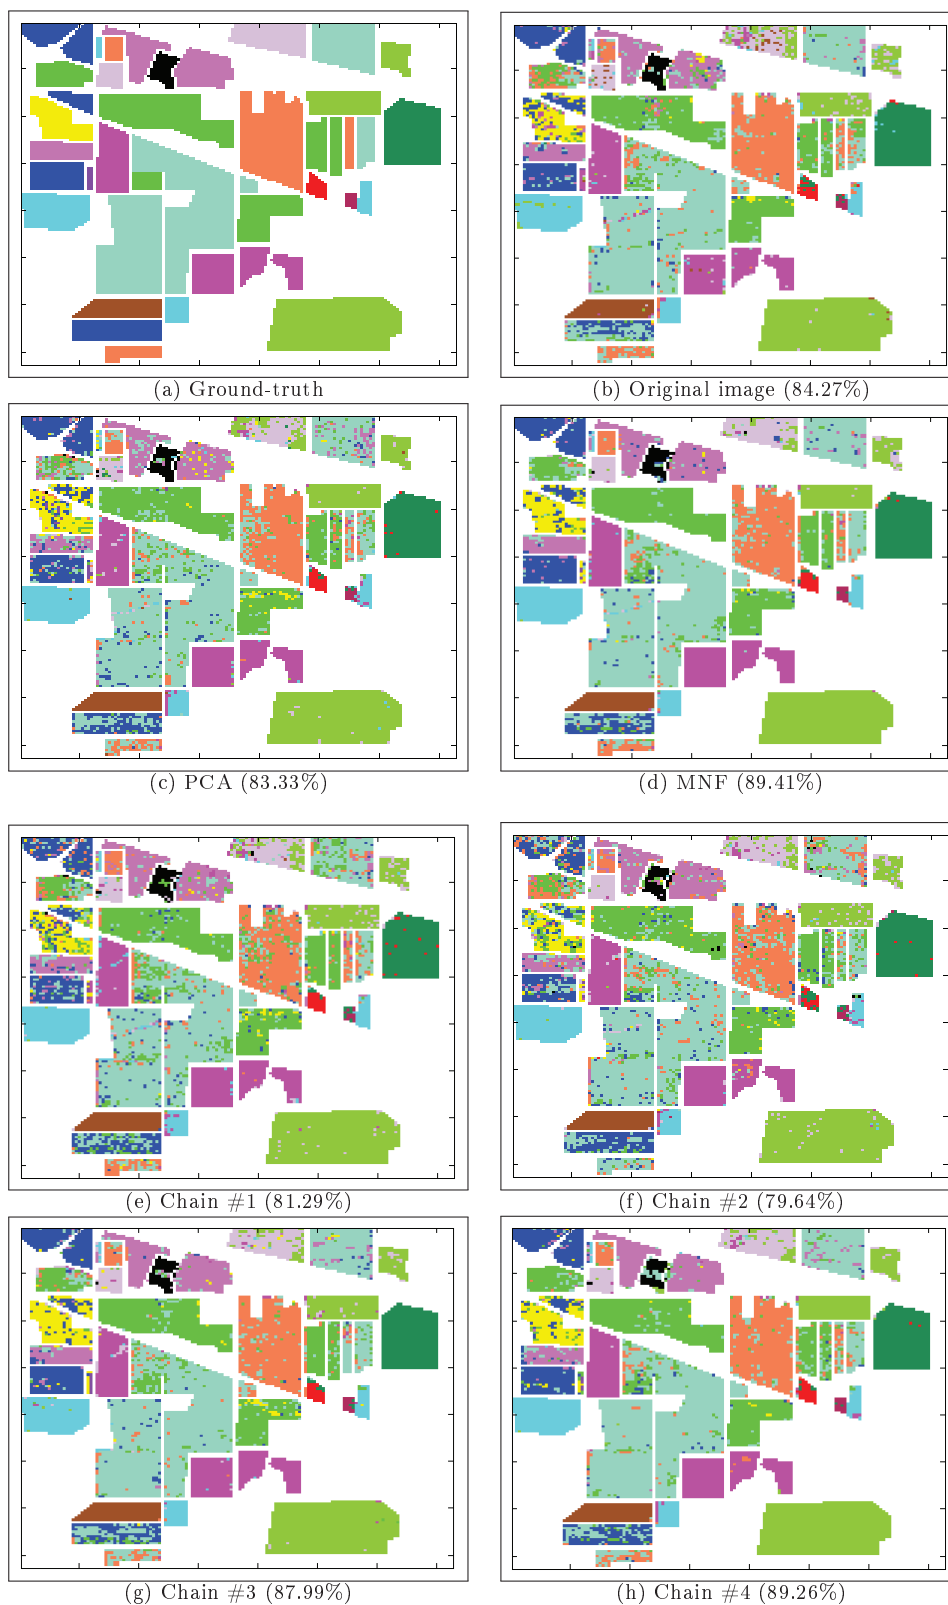 (a) Ground-truth
(b) Original image (84.27%)
(c) PCA (83.33%)
(d) MNF (89.41%)
(e) Chain #1 (81.29%)
(f) Chain #2 (79.64%)
(g) Chain #3 (87.99%)
(h) Chain #4 (89.26%)